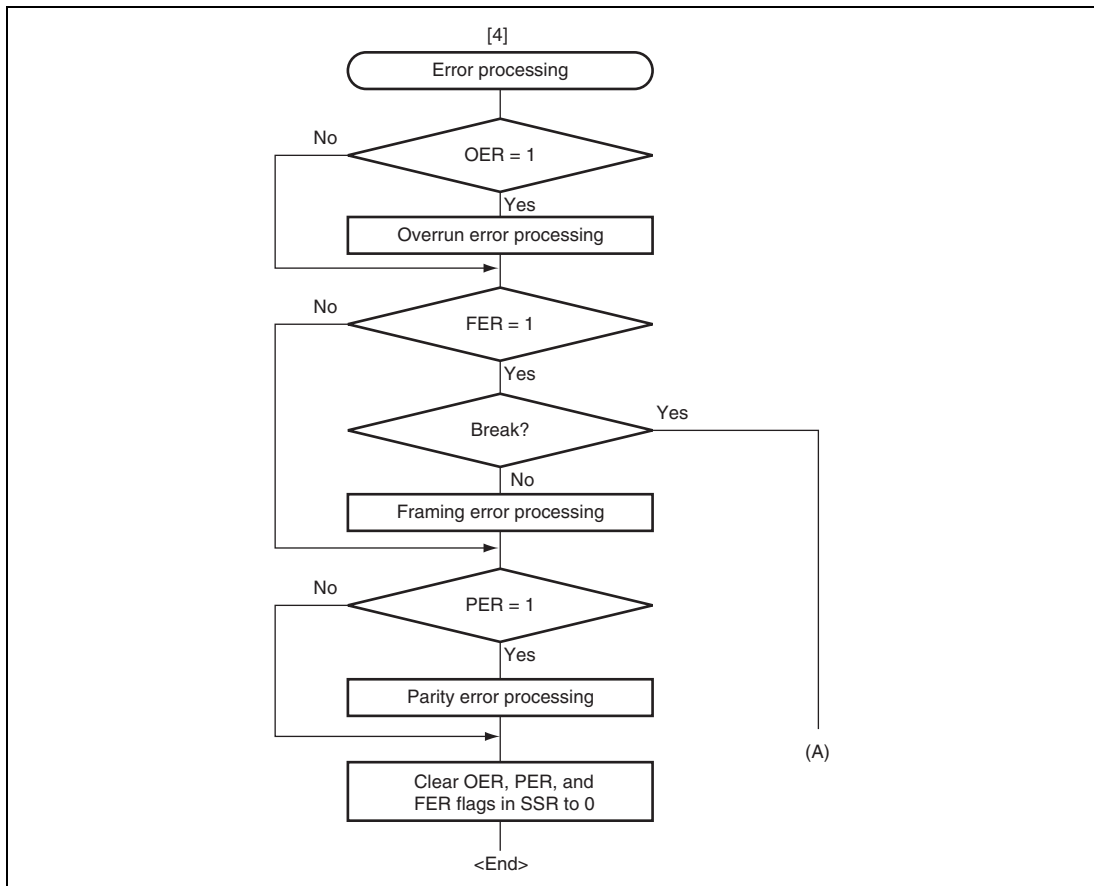 [4]
Error processing
No
OER = 1
Yes
Overrun error processing
No
FER = 1
Yes
Break?
Yes
No
Framing error processing
No
PER = 1
Yes
Parity error processing
(A)
Clear OER, PER, and
FER flags in SSR to 0
<End>